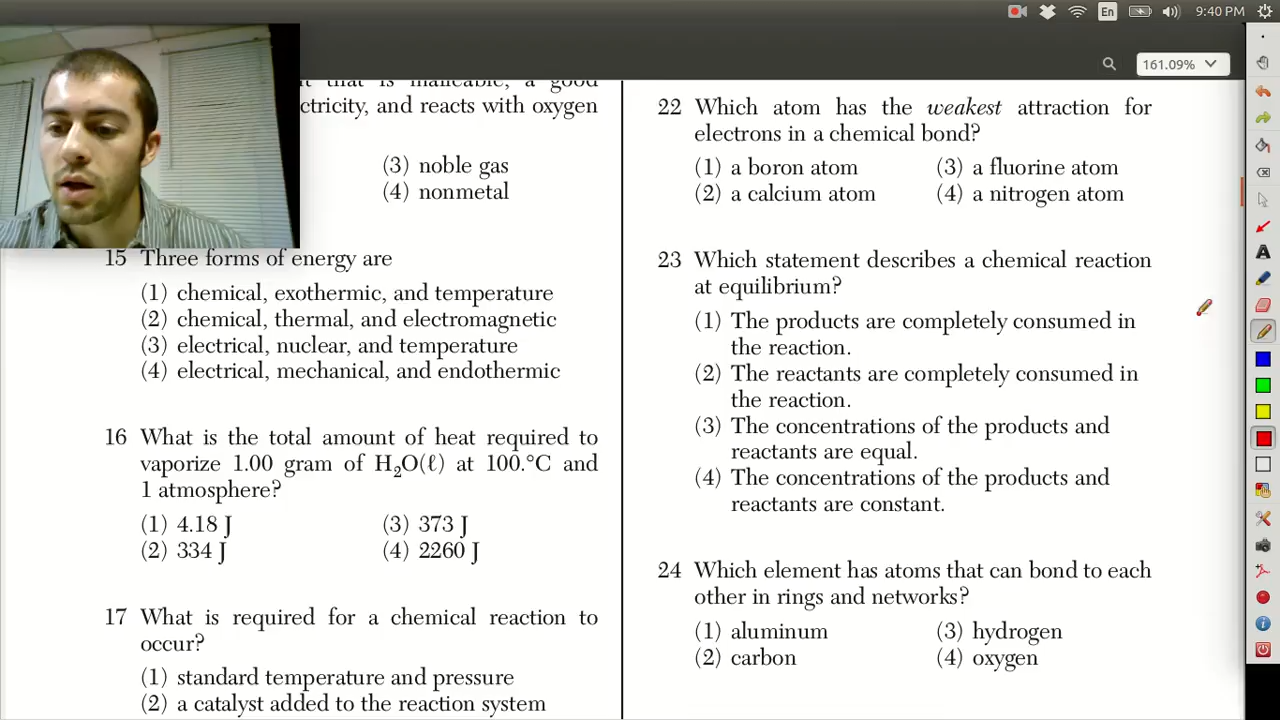 En
9:40 PM
161.09%
that is malleable, a good
ctricity, and reacts with oxygen
(3) noble gas
(4) nonmetal
15 Three forms of energy are
(1) chemical, exothermic, and temperature
(2) chemical, thermal, and electromagnetic
(3) electrical, nuclear, and temperature
(4) electrical, mechanical, and endothermic
16 What is the total amount of heat required to
vaporize 1.00 gram of H₂O(ℓ) at 100.°C and
1 atmosphere?
(1) 4.18 J
(3) 373 J
(2) 334 J
(4) 2260 J
17 What is required for a chemical reaction to
occur?
(1) standard temperature and pressure
(2) a catalyst added to the reaction system
22 Which atom has the weakest attraction for
electrons in a chemical bond?
(1) a boron atom
(3) a fluorine atom
(2) a calcium atom
(4) a nitrogen atom
23 Which statement describes a chemical reaction
at equilibrium?
(1) The products are completely consumed in
the reaction.
(2) The reactants are completely consumed in
the reaction.
(3) The concentrations of the products and
reactants are equal.
(4) The concentrations of the products and
reactants are constant.
24 Which element has atoms that can bond to each
other in rings and networks?
(1) aluminum
(3) hydrogen
(2) carbon
(4) oxygen